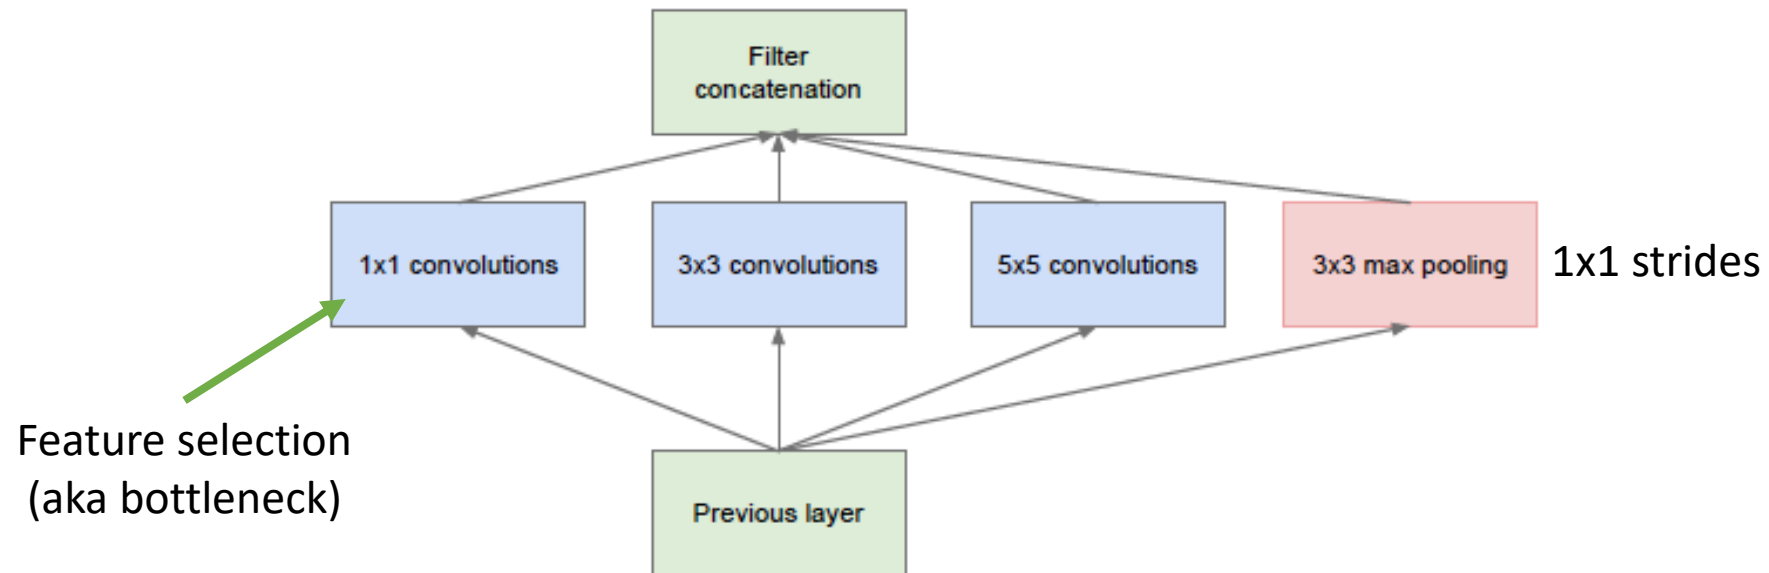 Filter
concatenation
1x1 convolutions
3x3 convolutions
5x5 convolutions
3x3 max pooling
1x1 strides
Feature selection
(aka bottleneck)
Previous layer